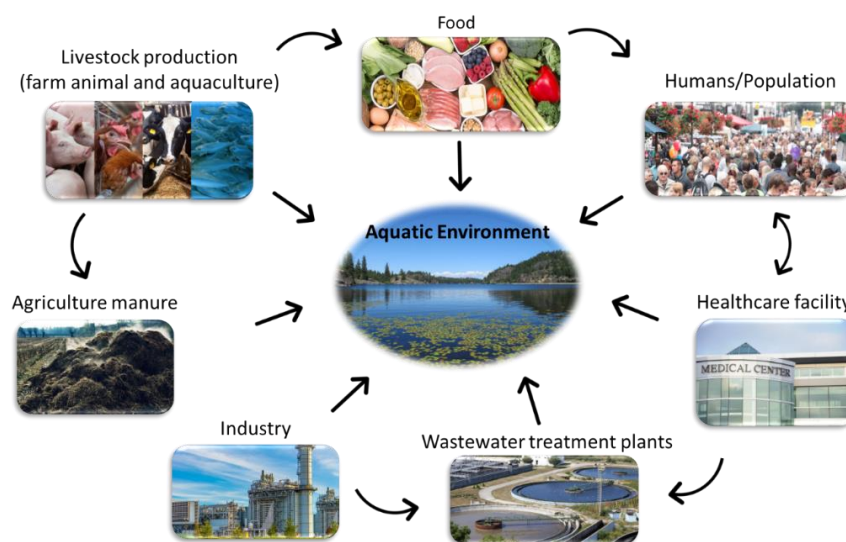 Food
Livestock production
(farm animal and aquaculture)
Humans/Population
Aquatic Environment
Agriculture manure
Healthcare facility
MEDICAL CENTER
Industry
Wastewater treatment plants